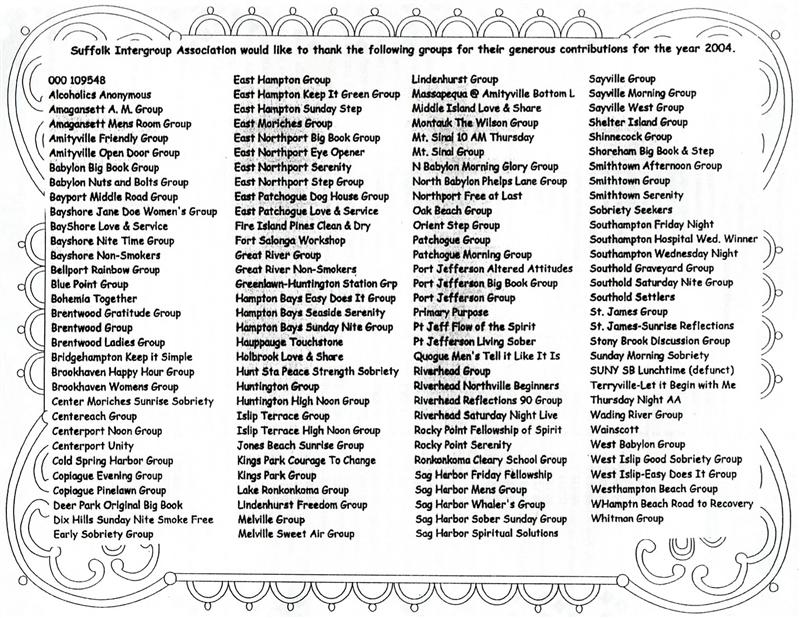 Suffolk Intergroup Association would like to thank the following groups for their generous contributions for the year 2004.
000 109548
Alcoholics Anonymous
Amagansett A. M. Group
Amagansett Mens Room Group
Amityville Friendly Group
Amityville Open Door Group
Babylon Big Book Group
Babylon Nuts and Bolts Group
Bayport Middle Road Group
Bayshore Jane Doe Women's Group
BayShore Love & Service
Bayshore Nite Time Group
Bayshore Non-Smokers
Bellport Rainbow Group
Blue Point Group
Bohemia Together
Brentwood Gratitude Group
Brentwood Group
Brentwood Ladies Group
Bridgehampton Keep it Simple
Brookhaven Happy Hour Group
Brookhaven Womens Group
Center Moriches Sunrise Sobriety
Centereach Group
Centerport Noon Group
Centerport Unity
Cold Spring Harbor Group
Copiague Evening Group
Copiague Pinelawn Group
Deer Park Original Big Book
Dix Hills Sunday Nite Smoke Free
Early Sobriety Group
East Hampton Group
East Hampton Keep It Green Group
East Hampton Sunday Step
East Moriches Group
East Northport Big Book Group
East Northport Eye Opener
East Northport Serenity
East Northport Step Group
East Patchogue Dog House Group
East Patchogue Love & Service
Fire Island Pines Clean & Dry
Fort Salonga Workshop
Great River Group
Great River Non-Smokers
Greenlawn-Huntington Station Grp
Hampton Bays Easy Does It Group
Hampton Bays Seaside Serenity
Hampton Bays Sunday Nite Group
Hauppauge Touchstone
Holbrook Love & Share
Hunt Sta Peace Strength Sobriety
Huntington Group
Huntington High Noon Group
Islip Terrace Group
Islip Terrace High Noon Group
Jones Beach Sunrise Group
Kings Park Courage To Change
Kings Park Group
Lake Ronkonkoma Group
Lindenhurst Freedom Group
Melville Group
Melville Sweet Air Group
Lindenhurst Group
Massapequa @ Amityville Bottom L
Middle Island Love & Share
Montauk The Wilson Group
Mt. Sinai 10 AM Thursday
Mt. Sinai Group
N Babylon Morning Glory Group
North Babylon Phelps Lane Group
Northport Free at Last
Oak Beach Group
Orient Step Group
Patchogue Group
Patchogue Morning Group
Port Jefferson Altered Attitudes
Port Jefferson Big Book Group
Port Jefferson Group
Primary Purpose
Pt Jeff Flow of the Spirit
Pt Jefferson Living Sober
Quogue Men's Tell it Like It Is
Riverhead Group
Riverhead Northville Beginners
Riverhead Reflections 90 Group
Riverhead Saturday Night Live
Rocky Point Fellowship of Spirit
Rocky Point Serenity
Ronkonkoma Cleary School Group
Sag Harbor Friday Fellowship
Sag Harbor Mens Group
Sag Harbor Whaler's Group
Sag Harbor Sober Sunday Group
Sag Harbor Spiritual Solutions
Sayville Group
Sayville Morning Group
Sayville West Group
Shelter Island Group
Shinnecock Group
Shoreham Big Book & Step
Smithtown Afternoon Group
Smithtown Group
Smithtown Serenity
Sobriety Seekers
Southampton Friday Night
Southampton Hospital Wed. Winner
Southampton Wednesday Night
Southold Graveyard Group
Southold Saturday Nite Group
Southold Settlers
St. James Group
St. James-Sunrise Reflections
Stony Brook Discussion Group
Sunday Morning Sobriety
SUNY SB Lunchtime (defunct)
Terryville-Let it Begin with Me
Thursday Night AA
Wading River Group
Wainscott
West Babylon Group
West Islip Good Sobriety Group
West Islip-Easy Does It Group
Westhampton Beach Group
WHamptn Beach Road to Recovery
Whitman Group